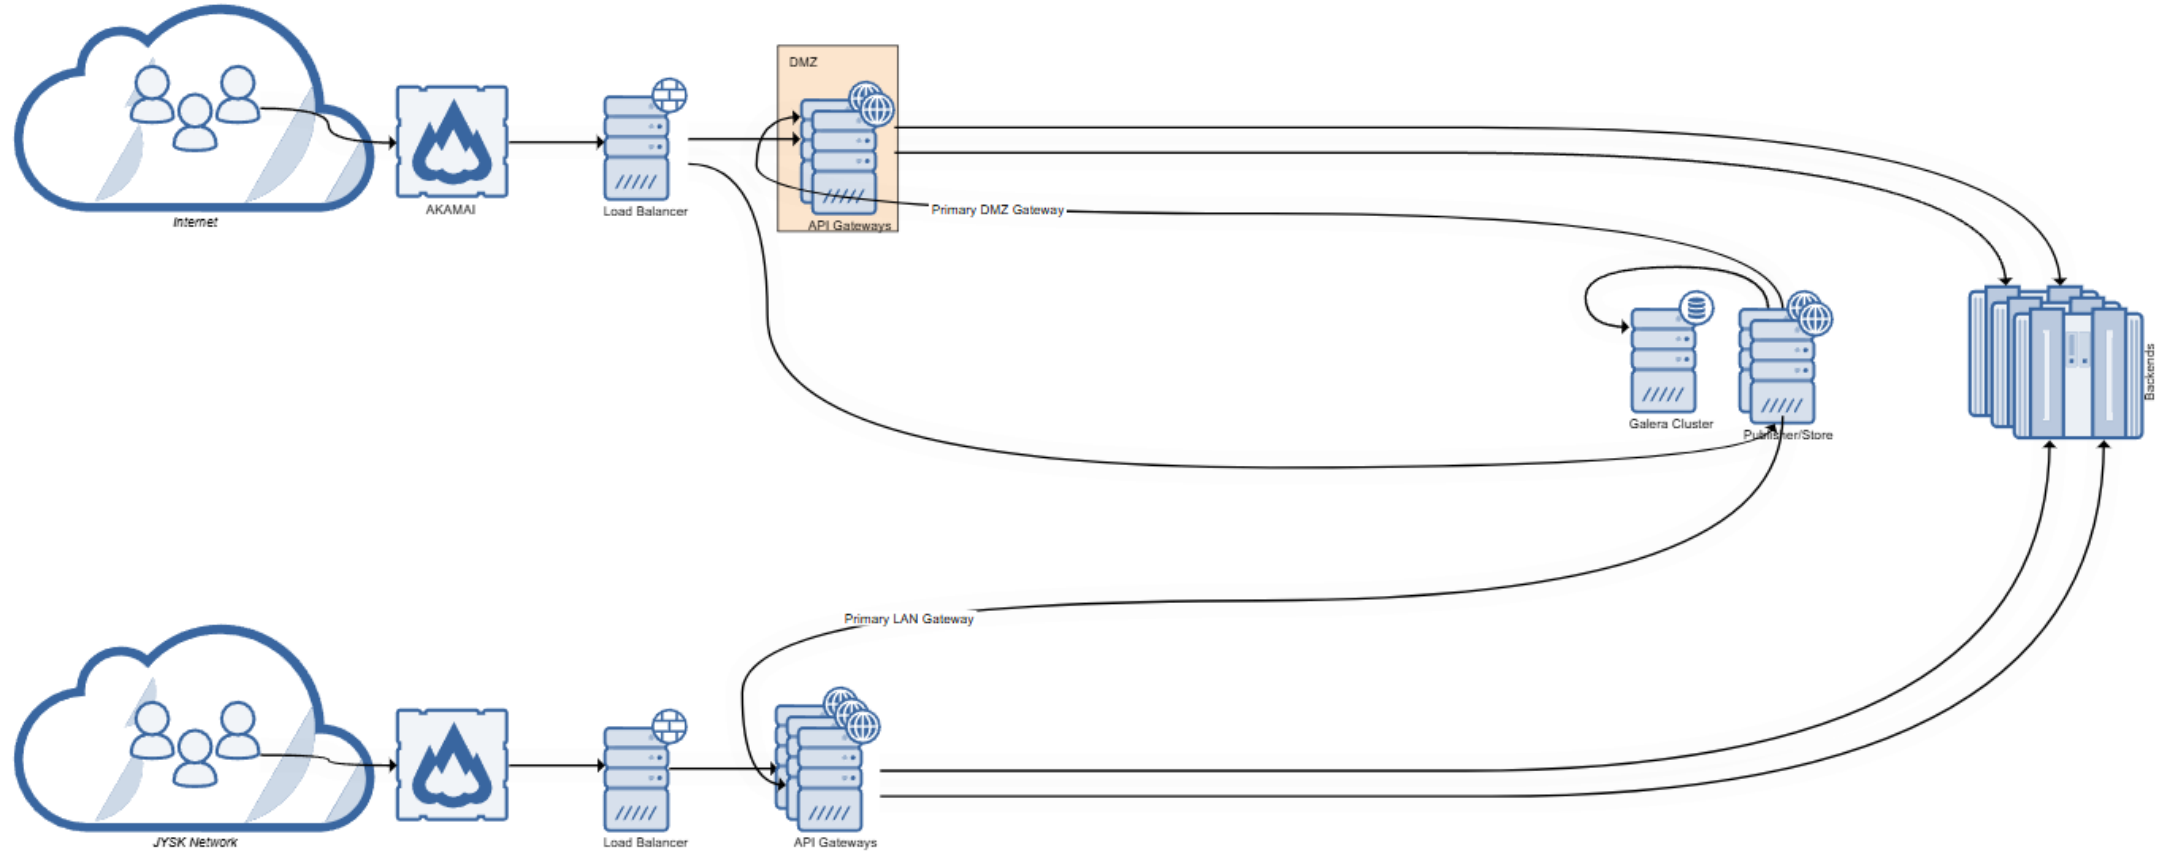 DMZ
Internet
AKAMAI
Load Balancer
API Gateways
Primary DMZ Gateway
Galera Cluster
Publisher/Store
Backends
Primary LAN Gateway
JYSK Network
Load Balancer
API Gateways